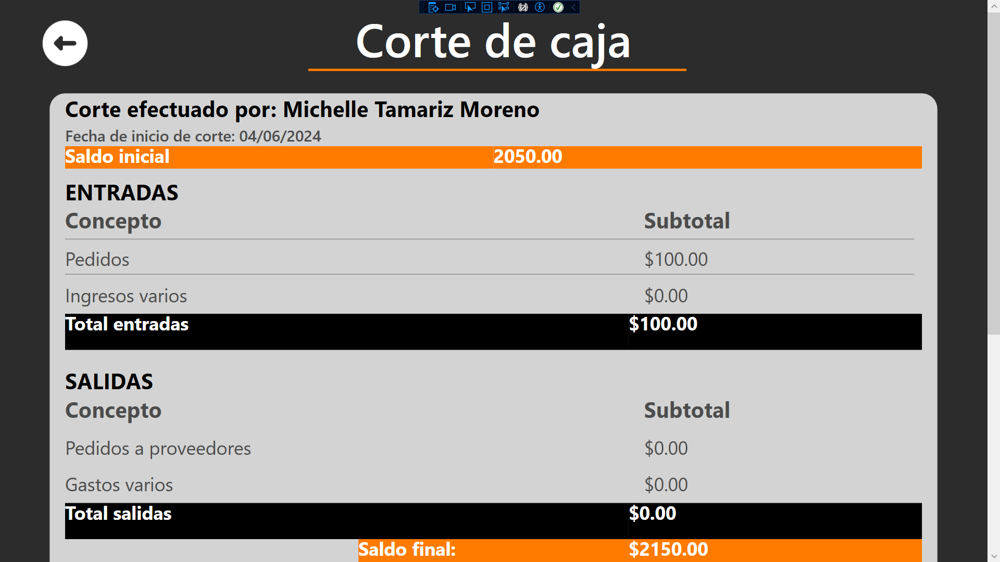 Corte de caja
Corte efectuado por: Michelle Tamariz Moreno
Fecha de inicio de corte: 04/06/2024
Saldo inicial 2050.00
ENTRADAS
Concepto Subtotal
Pedidos $100.00
Ingresos varios $0.00
Total entradas $100.00
SALIDAS
Concepto Subtotal
Pedidos a proveedores $0.00
Gastos varios $0.00
Total salidas $0.00
Saldo final: $2150.00